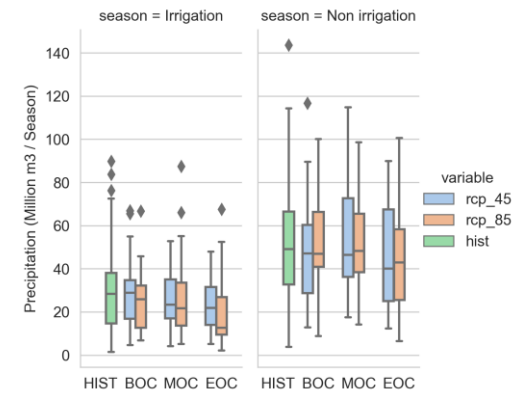 season = Irrigation
season = Non irrigation
Precipitation (Million m3 / Season)
140
120
100
80
60
40
20
0
HIST BOC MOC EOC
HIST BOC MOC EOC
variable
rcp_45
rcp_85
hist